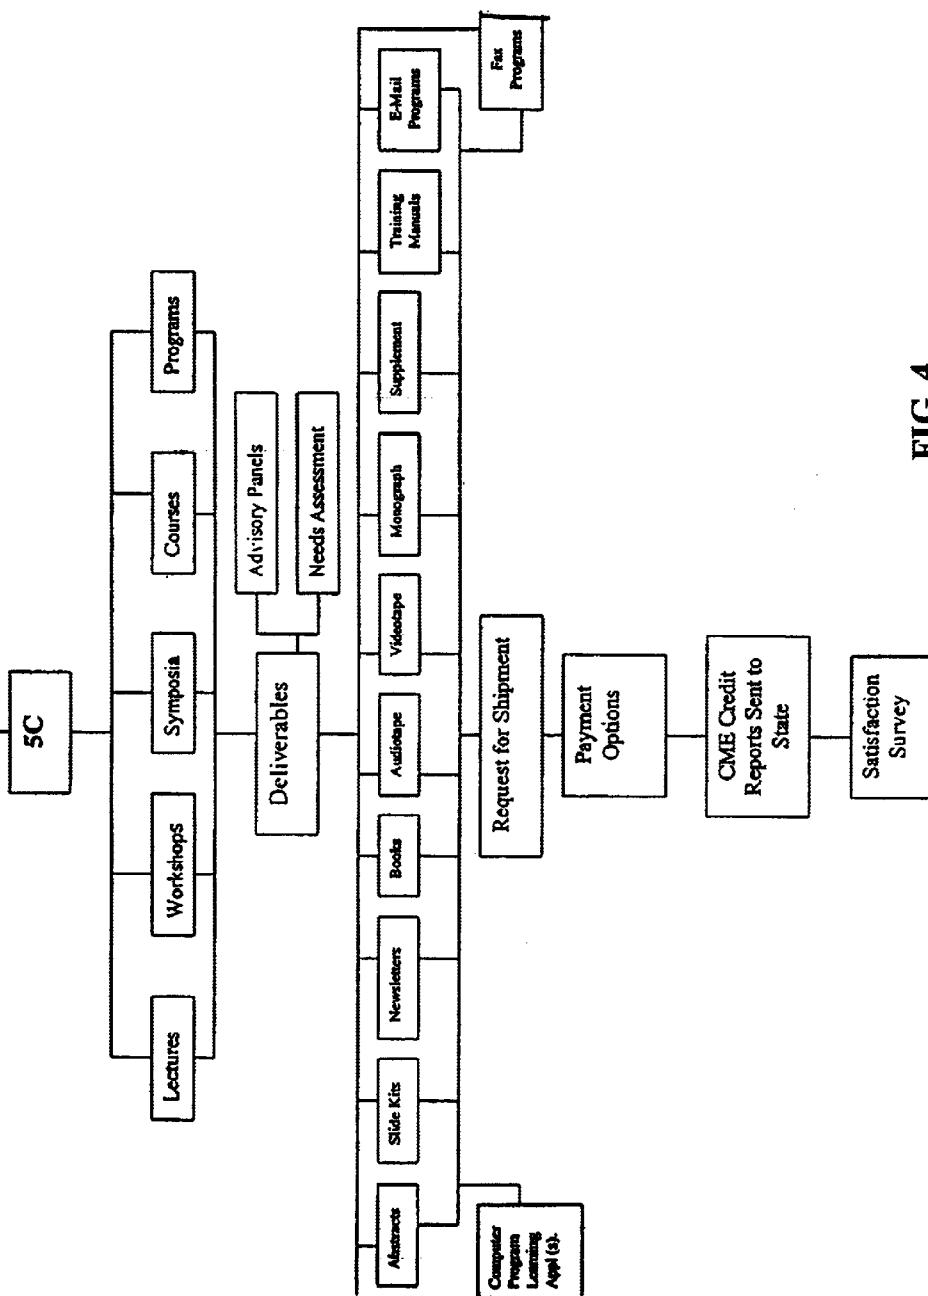 5C
Lectures
Workshops
Symposia
Courses
Programs
Deliverables
Advisory Panels
Needs Assessment
Abstracts
Slide Kits
Newsletters
Books
Audiotape
Videotape
Monograph
Supplement
Training
Manuals
E-Mail
Programs
Computer
Program
Learning
Appl (s).
Fax
Programs
Request for Shipment
Payment
Options
CME Credit
Reports Sent to
State
Satisfaction
Survey
FIG. 4